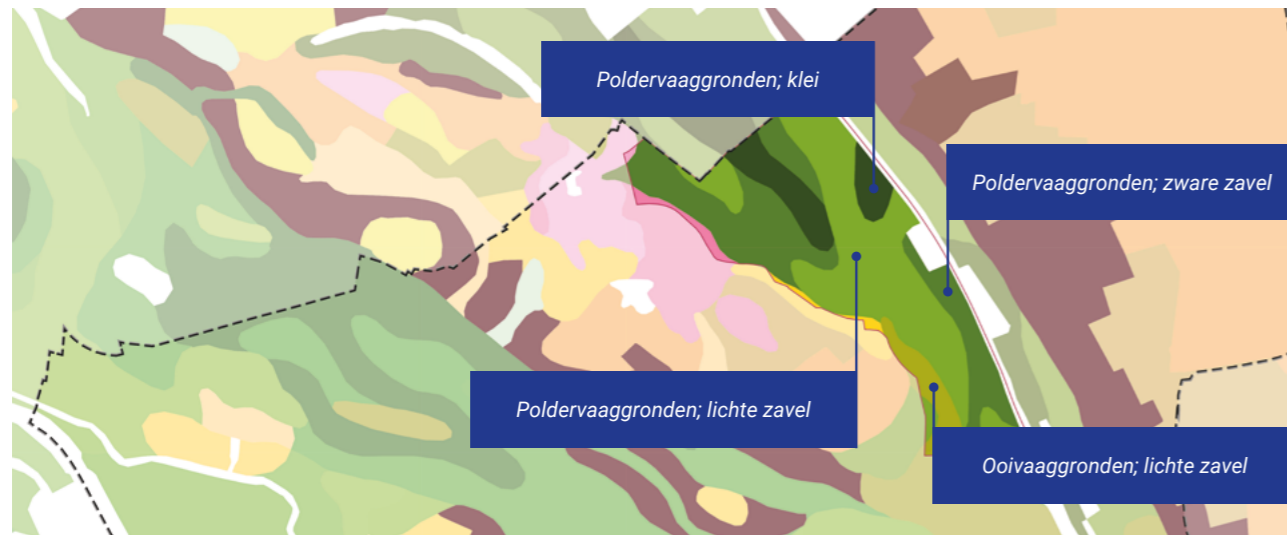 Poldervaaggronden; klei
Poldervaaggronden; zware zavel
Poldervaaggronden; lichte zavel
Ooivaaggronden; lichte zavel